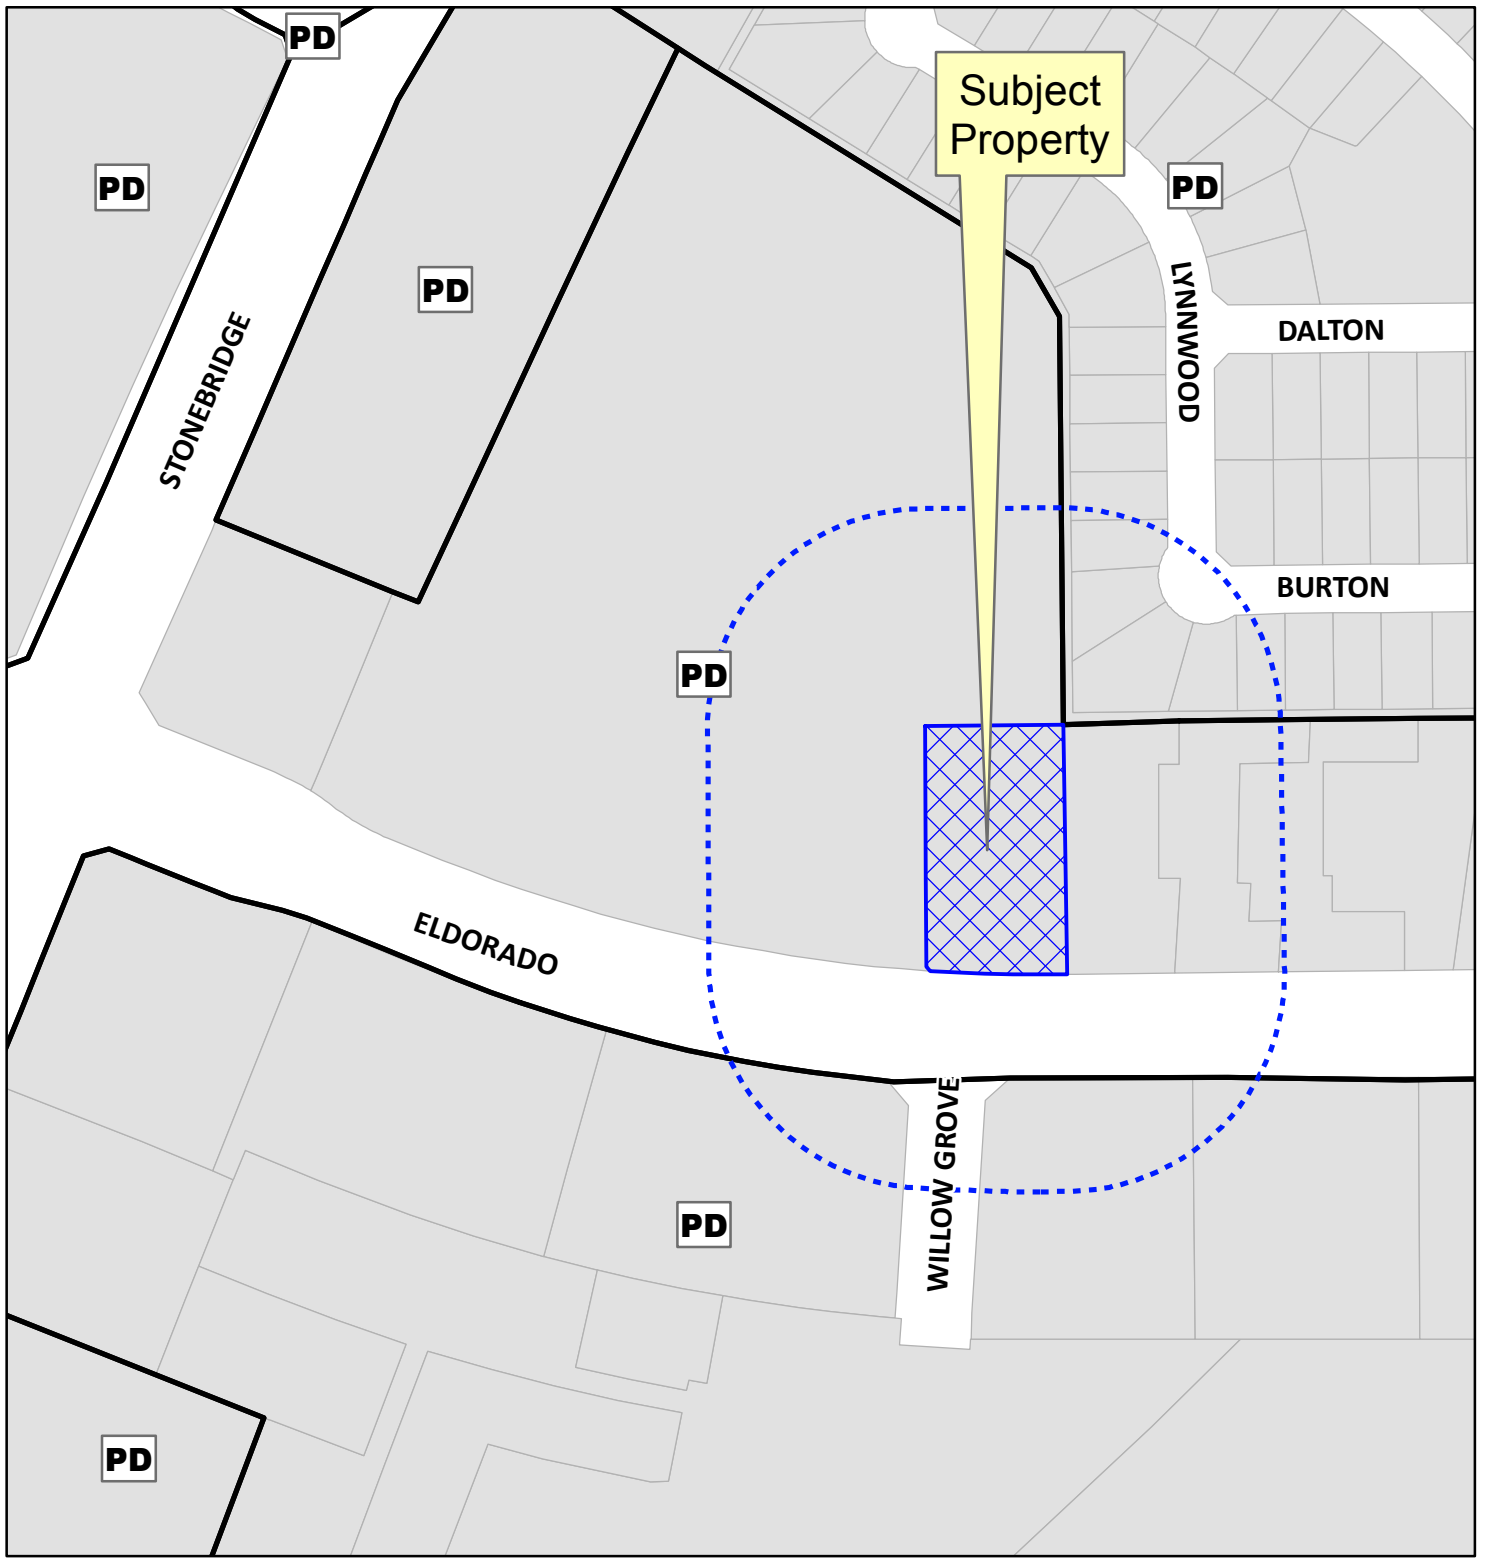 PD
Subject
Property
PD
PD
PD
LYNNWOOD
DALTON
STONEBRIDGE
BURTON
PD
ELDORADO
WILLOW GROVE
PD
PD